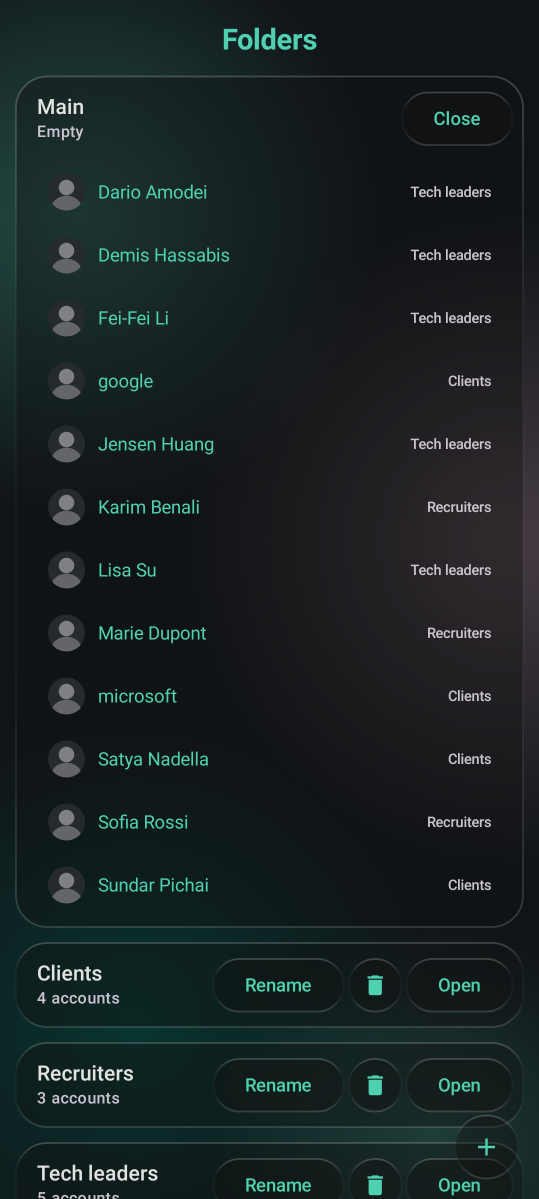 Folders
Main
Empty
Close
Dario Amodei Tech leaders
Demis Hassabis Tech leaders
Fei-Fei Li Tech leaders
google Clients
Jensen Huang Tech leaders
Karim Benali Recruiters
Lisa Su Tech leaders
Marie Dupont Recruiters
microsoft Clients
Satya Nadella Clients
Sofia Rossi Recruiters
Sundar Pichai Clients
Clients
4 accounts
Rename Open
Recruiters
3 accounts
Rename Open
+
Tech leaders
5 accounts
Rename Open